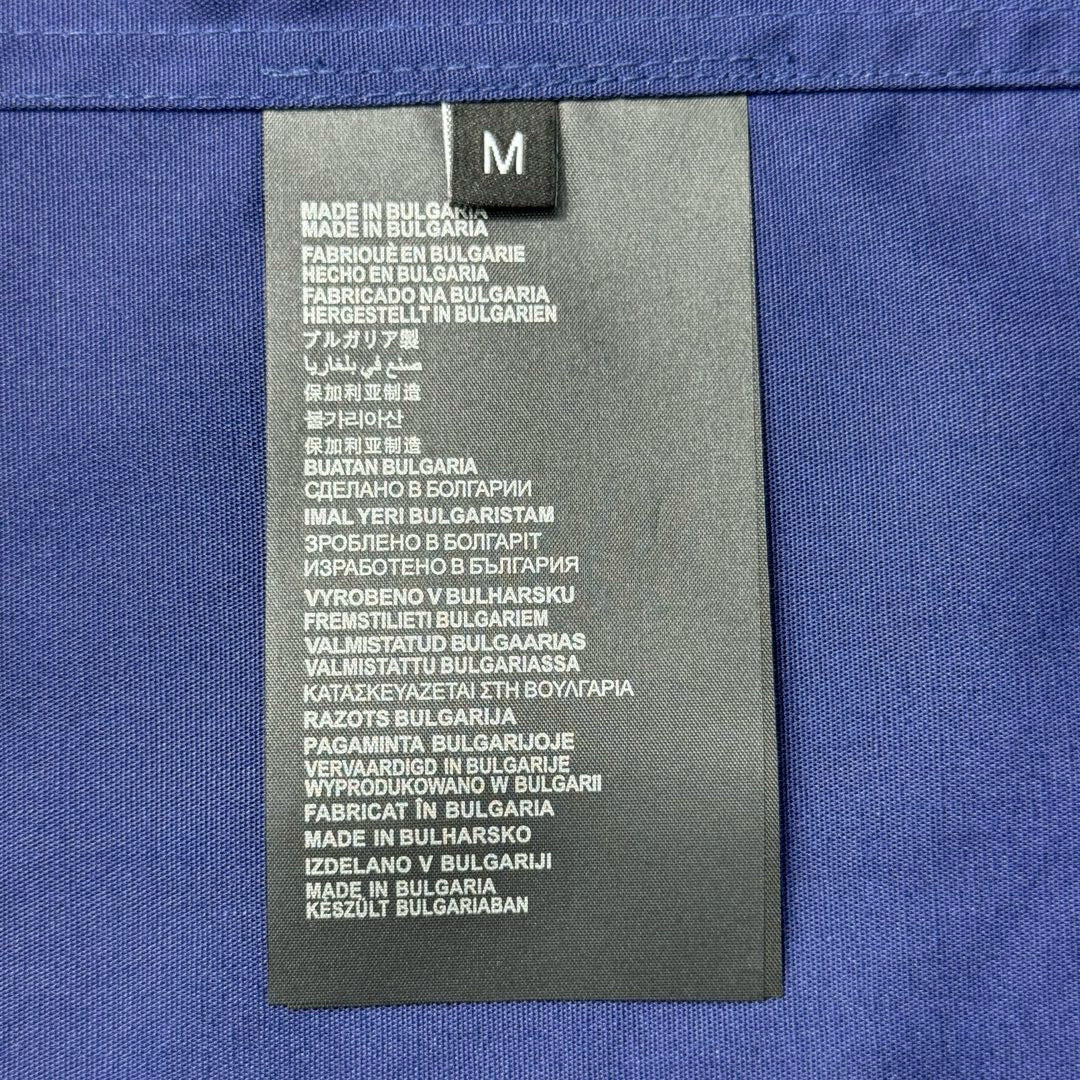 M
MADE IN BULGARIA
MADE IN BULGARIA
FABRIOUÈ EN BULGARIE
HECHO EN BULGARIA
FABRICADO NA BULGARIA
HERGESTELLT IN BULGARIEN
ブルガリア製
صنع في بلغاريا
保加利亚制造
불가리아산
保加利亚制造
BUATAN BULGARIA
СДЕЛАНО В БОЛГАРИИ
IMAL YERI BULGARISTAM
ЗРОБЛЕНО В БОЛГАРІТ
ИЗРАБОТЕНО В БЪЛГАРИЯ
VYROBENO V BULHARSKU
FREMSTILIETI BULGARIEM
VALMISTATUD BULGAARIAS
VALMISTATTU BULGARIASSA
ΚΑΤΑΣΚΕΥΑΖΕΤΑΙ ΣΤΗ ΒΟΥΛΓΑΡΙΑ
RAZOTS BULGARIJA
PAGAMINTA BULGARIJOJE
VERVAARDIGD IN BULGARIJE
WYPRODUKOWANO W BULGARII
FABRICAT ÎN BULGARIA
MADE IN BULHARSKO
IZDELANO V BULGARIJI
MADE IN BULGARIA
KÉSZÜLT BULGARIABAN